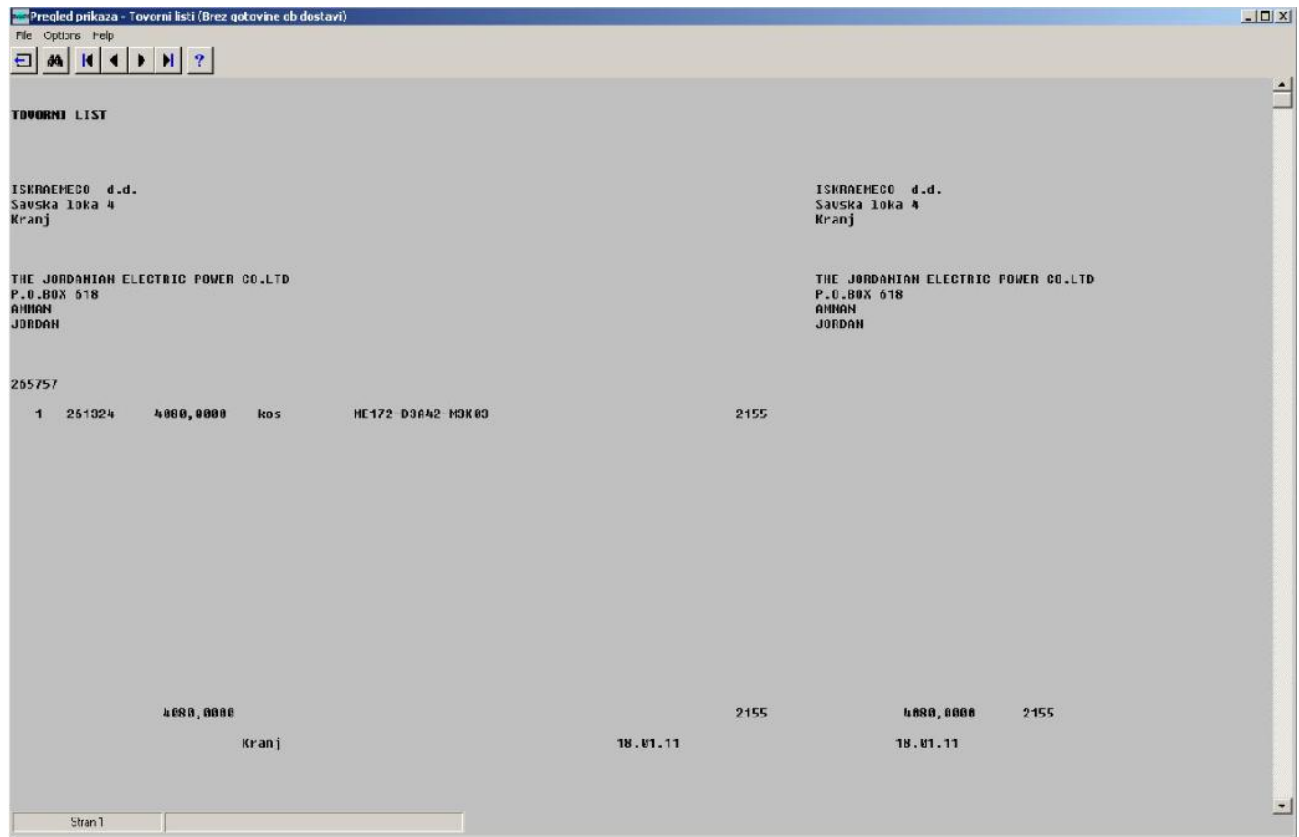 Pregled prikaza - Tovorni listi (Brez gotovine ob dostavi)
File Options Help
TOVORNI LIST
ISKRAEMECO d.d. ISKRAEMECO d.d.
Savska loka 4 Savska loka 4
Kranj Kranj
THE JORDANIAN ELECTRIC POWER CO.LTD THE JORDANIAN ELECTRIC POWER CO.LTD
P.O.BOX 618 P.O.BOX 618
AMMAN AMMAN
JORDAN JORDAN
265757
1 261324 4080,0000 kos ME172-D3A42-M3K03 2155
4080,0000 2155 4080,0000 2155
Kranj 18.01.11 18.01.11
Stran 1